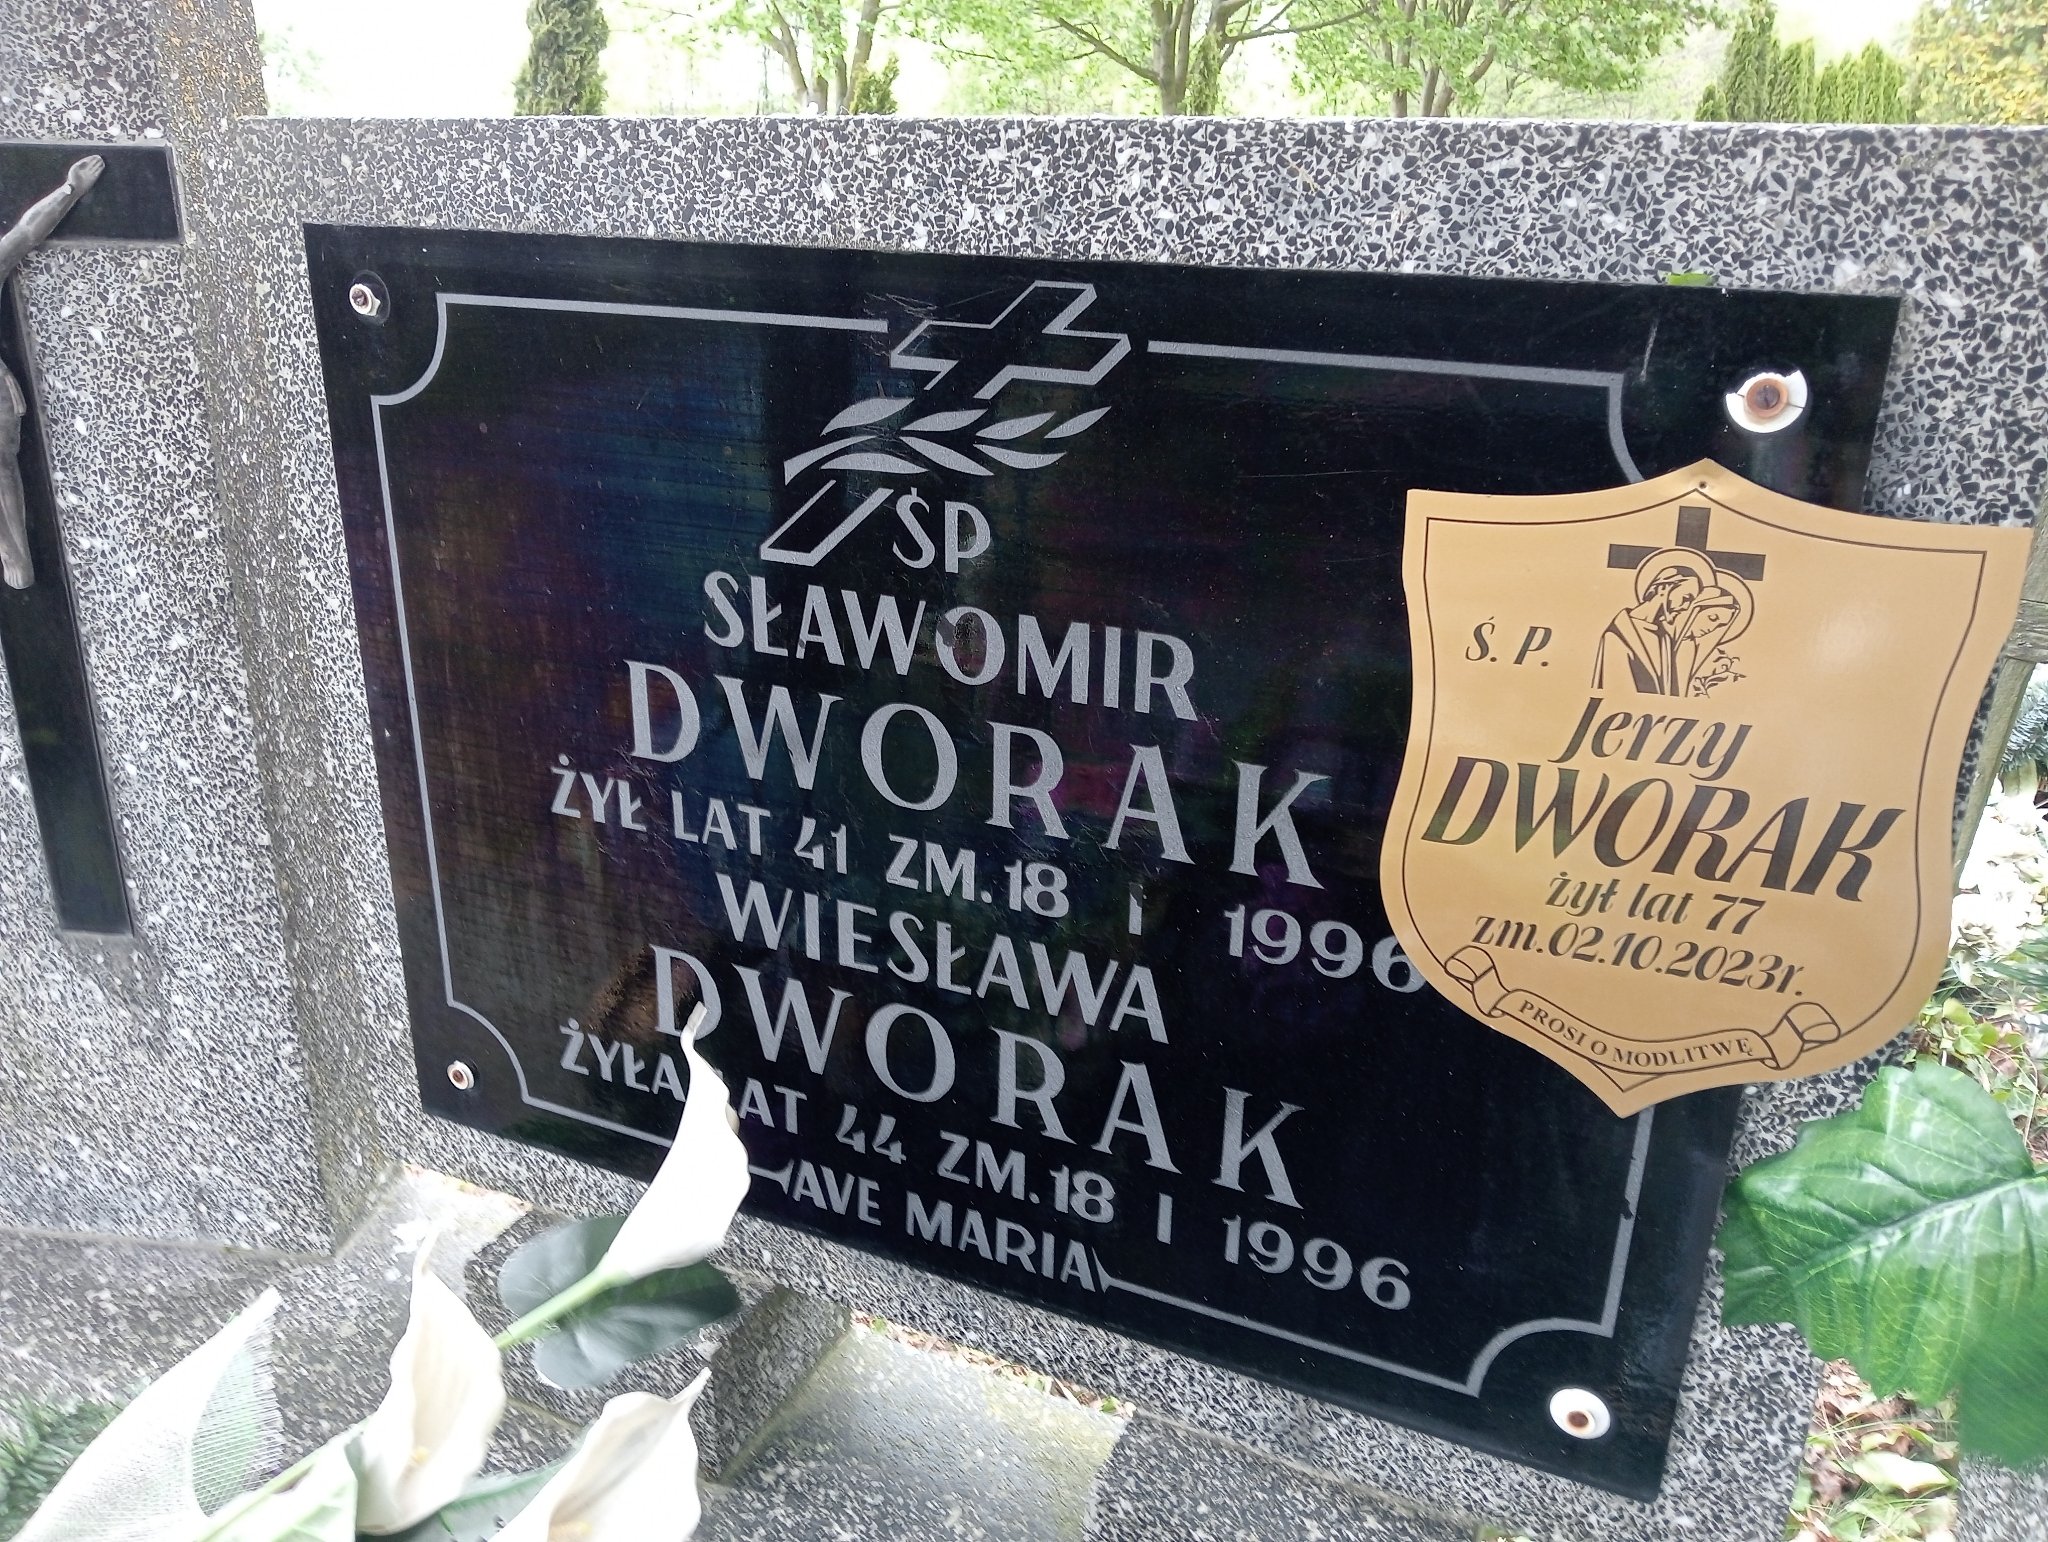 ŚP
SŁAWOMIR
DWORAK
ŻYŁ LAT 41 ZM. 18 I 1996
WIESŁAWA
DWORAK
ŻYŁA LAT 44 ZM. 18 I 1996
AVE MARIA
Ś. P.
Jerzy
DWORAK
żył lat 77
zm. 02.10.2023r.
PROSI O MODLITWĘ